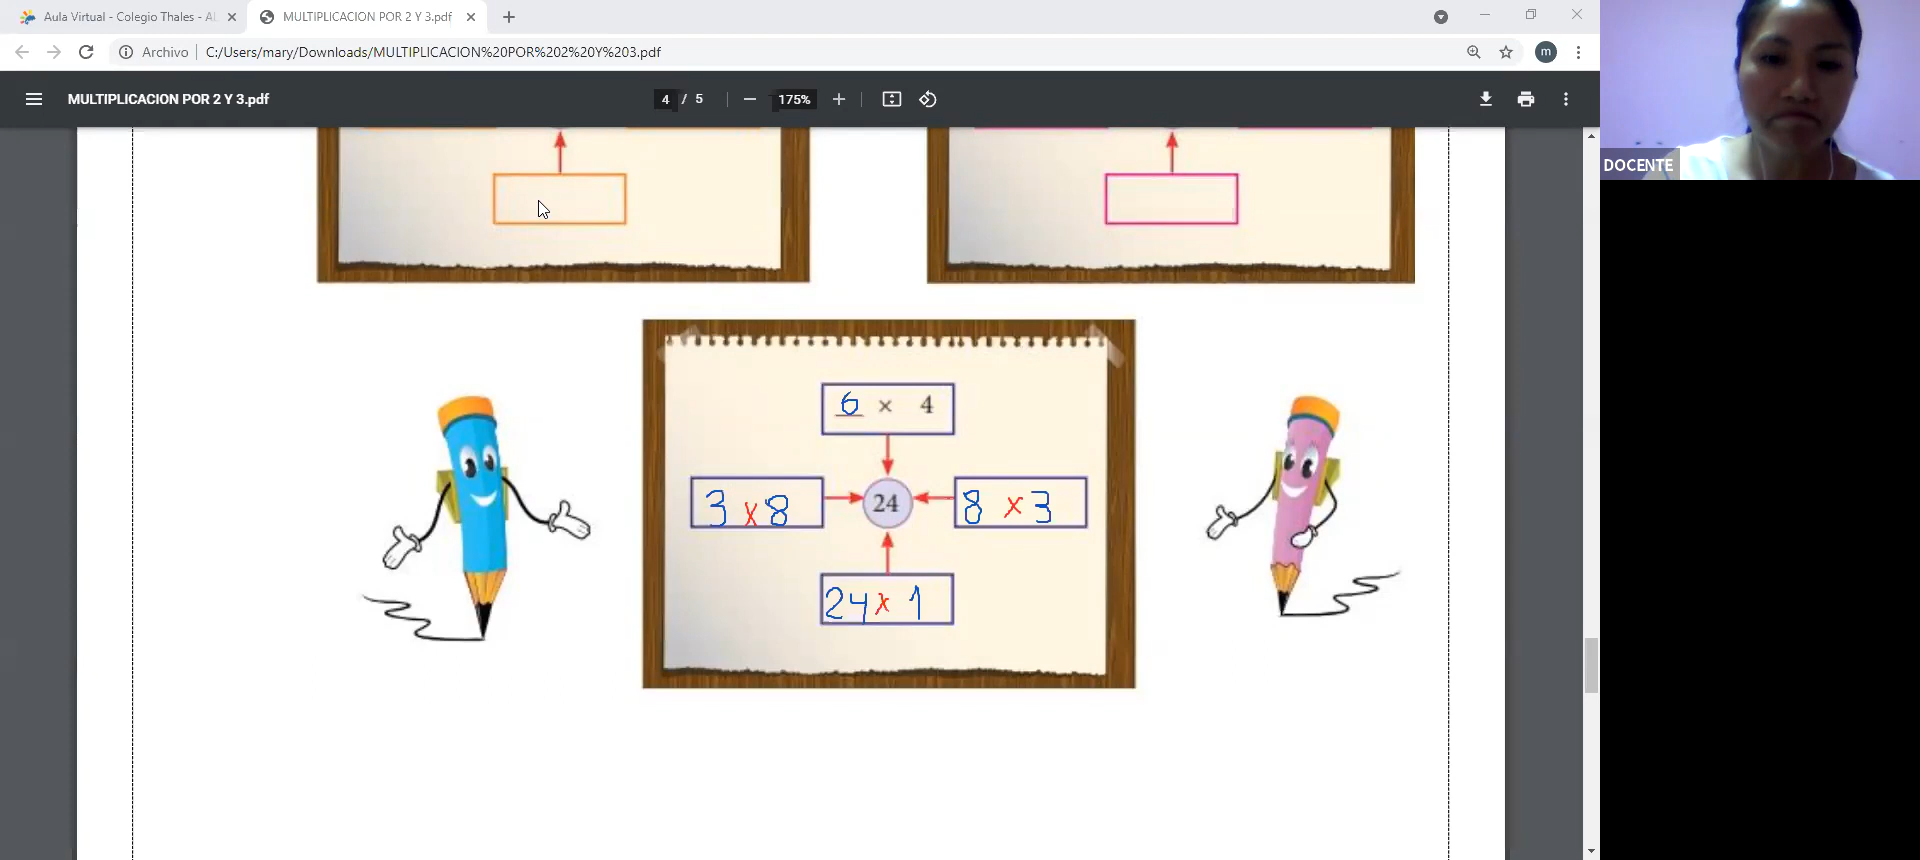 Aula Virtual - Colegio Thales - AL
MULTIPLICACION POR 2 Y 3.pdf
Archivo C:/Users/mary/Downloads/MULTIPLICACION%20POR%202%20Y%203.pdf
m
MULTIPLICACION POR 2 Y 3.pdf
4 / 5
175%
DOCENTE
6 × 4
3 x 8
24
8 x 3
24 x 1